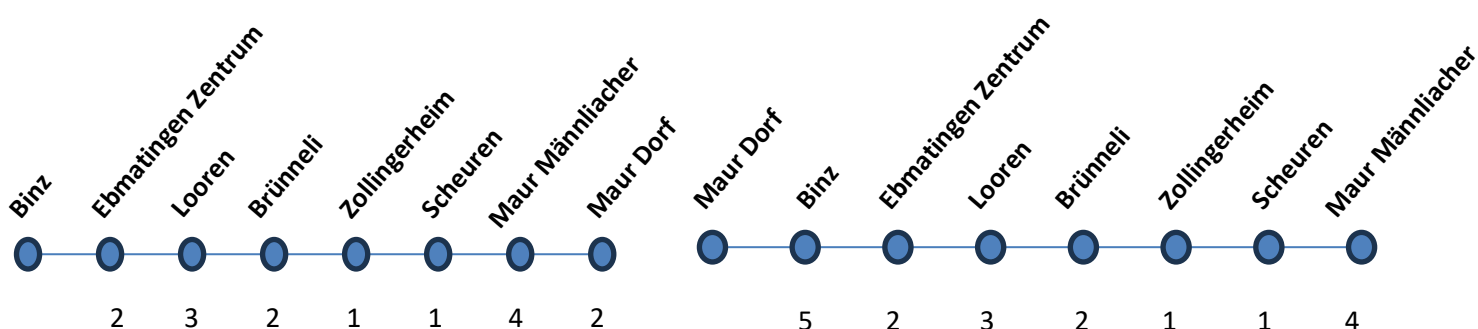 Binz
Ebmatingen Zentrum
Looren
Brünneli
Zollingerheim
Scheuren
Maur Männliacher
Maur Dorf
2 3 2 1 1 4 2
Maur Dorf
Binz
Ebmatingen Zentrum
Looren
Brünneli
Zollingerheim
Scheuren
Maur Männliacher
5 2 3 2 1 1 4